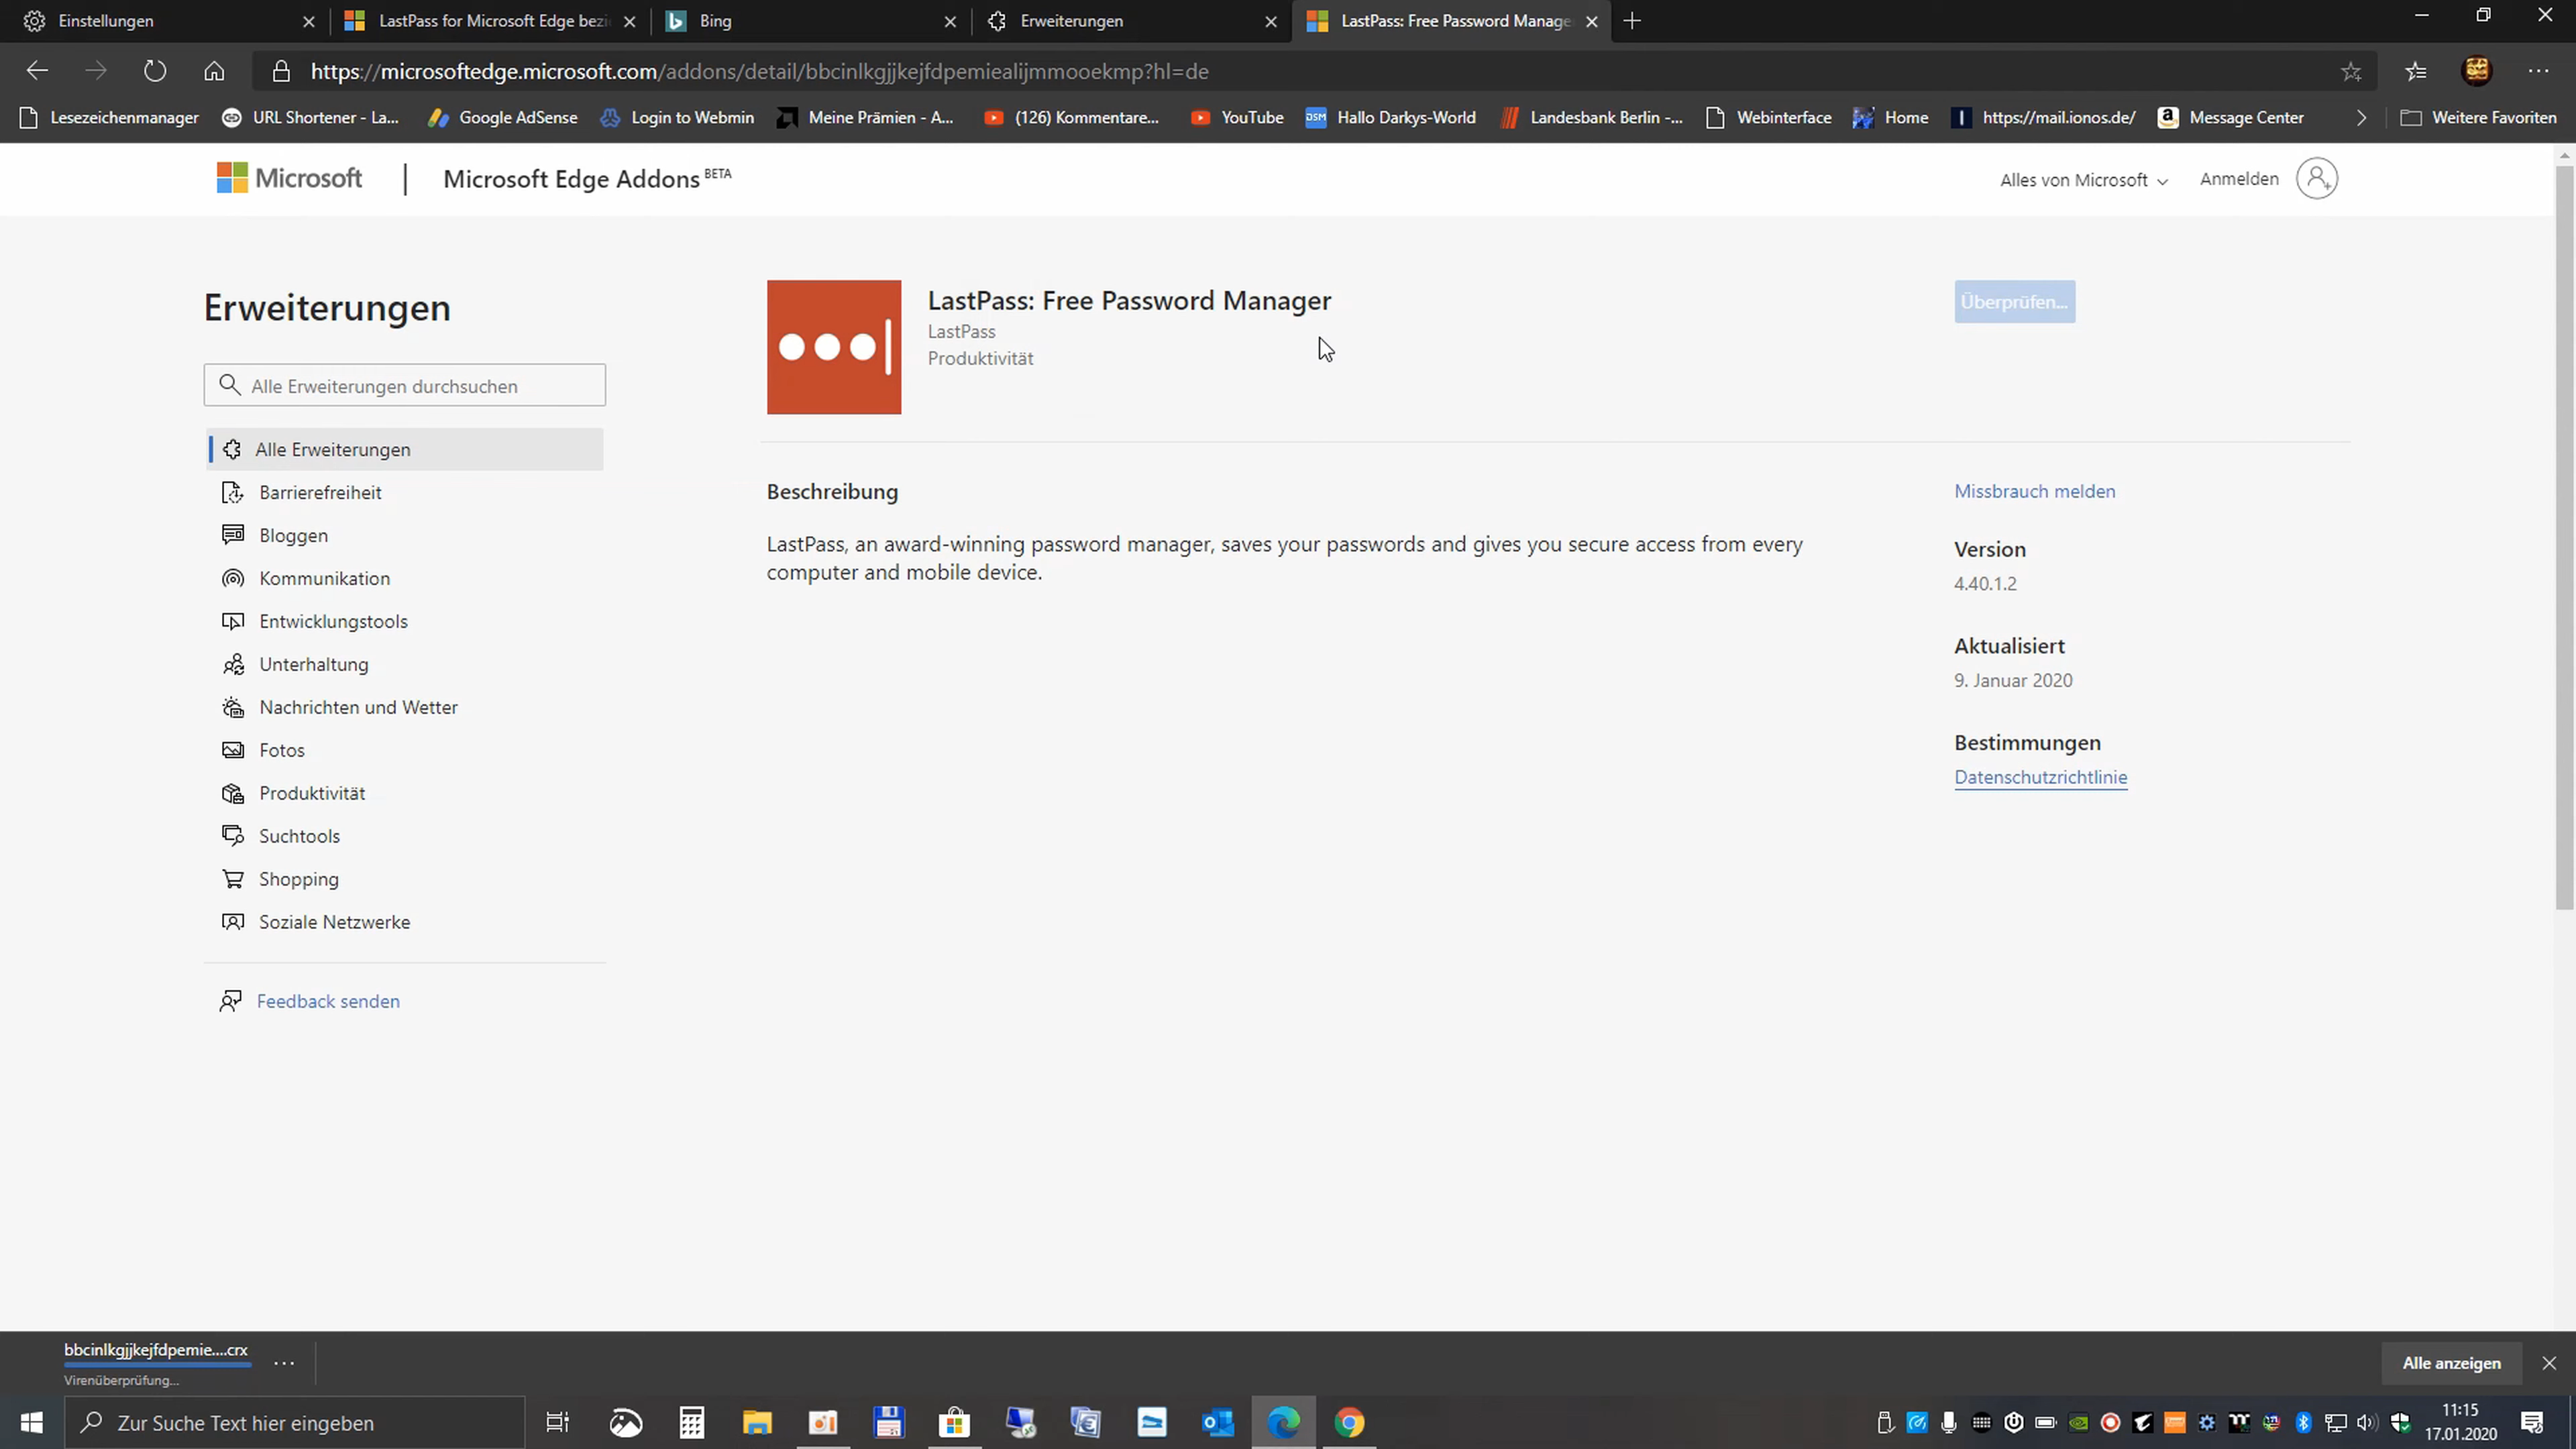 Einstellungen
LastPass for Microsoft Edge bezi
Bing
Erweiterungen
LastPass: Free Password Manage
https://microsoftedge.microsoft.com/addons/detail/bbcinlkgjjkejfdpemiealijmmooekmp?hl=de
Lesezeichenmanager
URL Shortener - La...
Google AdSense
Login to Webmin
Meine Prämien - A...
(126) Kommentare...
YouTube
DSM
Hallo Darkys-World
Landesbank Berlin -...
Webinterface
Home
https://mail.ionos.de/
Message Center
Weitere Favoriten
Microsoft
Microsoft Edge Addons BETA
Alles von Microsoft
Anmelden
Erweiterungen
Alle Erweiterungen durchsuchen
Alle Erweiterungen
Barrierefreiheit
Bloggen
Kommunikation
Entwicklungstools
Unterhaltung
Nachrichten und Wetter
Fotos
Produktivität
Suchtools
Shopping
Soziale Netzwerke
Feedback senden
LastPass: Free Password Manager
LastPass
Produktivität
Überprüfen...
Beschreibung
LastPass, an award-winning password manager, saves your passwords and gives you secure access from every
computer and mobile device.
Missbrauch melden
Version
4.40.1.2
Aktualisiert
9. Januar 2020
Bestimmungen
Datenschutzrichtlinie
bbcinlkgjjkejfdpemie....crx
Virenüberprüfung...
Alle anzeigen
Zur Suche Text hier eingeben
11:15
17.01.2020